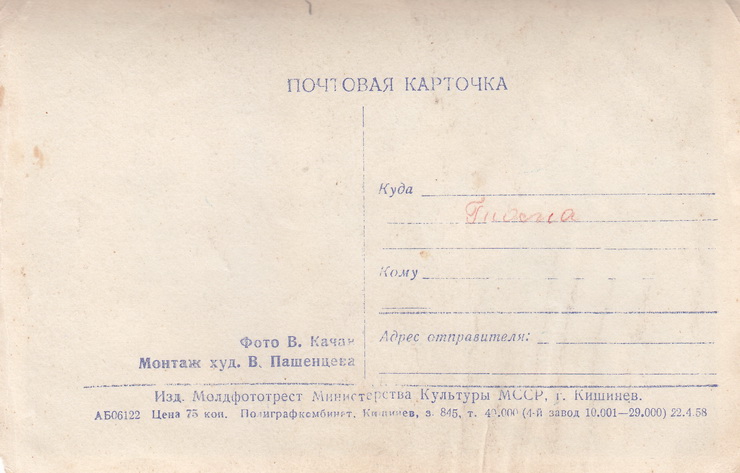 ПОЧТОВАЯ КАРТОЧКА
Куда
Кому
Адрес отправителя:
Фото В. Качан
Монтаж худ. В. Пашенцева
Изд. Молдфототрест Министерства Культуры МССР, г. Кишинев.
АБ06122 Цена 75 коп. Полиграфкомбинат, Кишинев, з. 845, т. 40.000 (4-й завод 10.001—29.000) 22.4.58